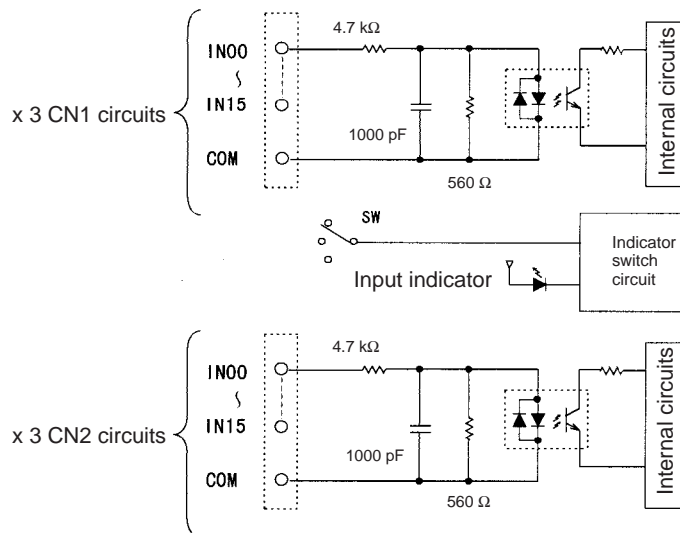 4.7 kΩ
IN00
~
x 3 CN1 circuits
IN15
1000 pF
COM
560 Ω
Internal circuits
SW
Input indicator
Indicator
switch
circuit
4.7 kΩ
IN00
~
x 3 CN2 circuits
IN15
1000 pF
COM
560 Ω
Internal circuits